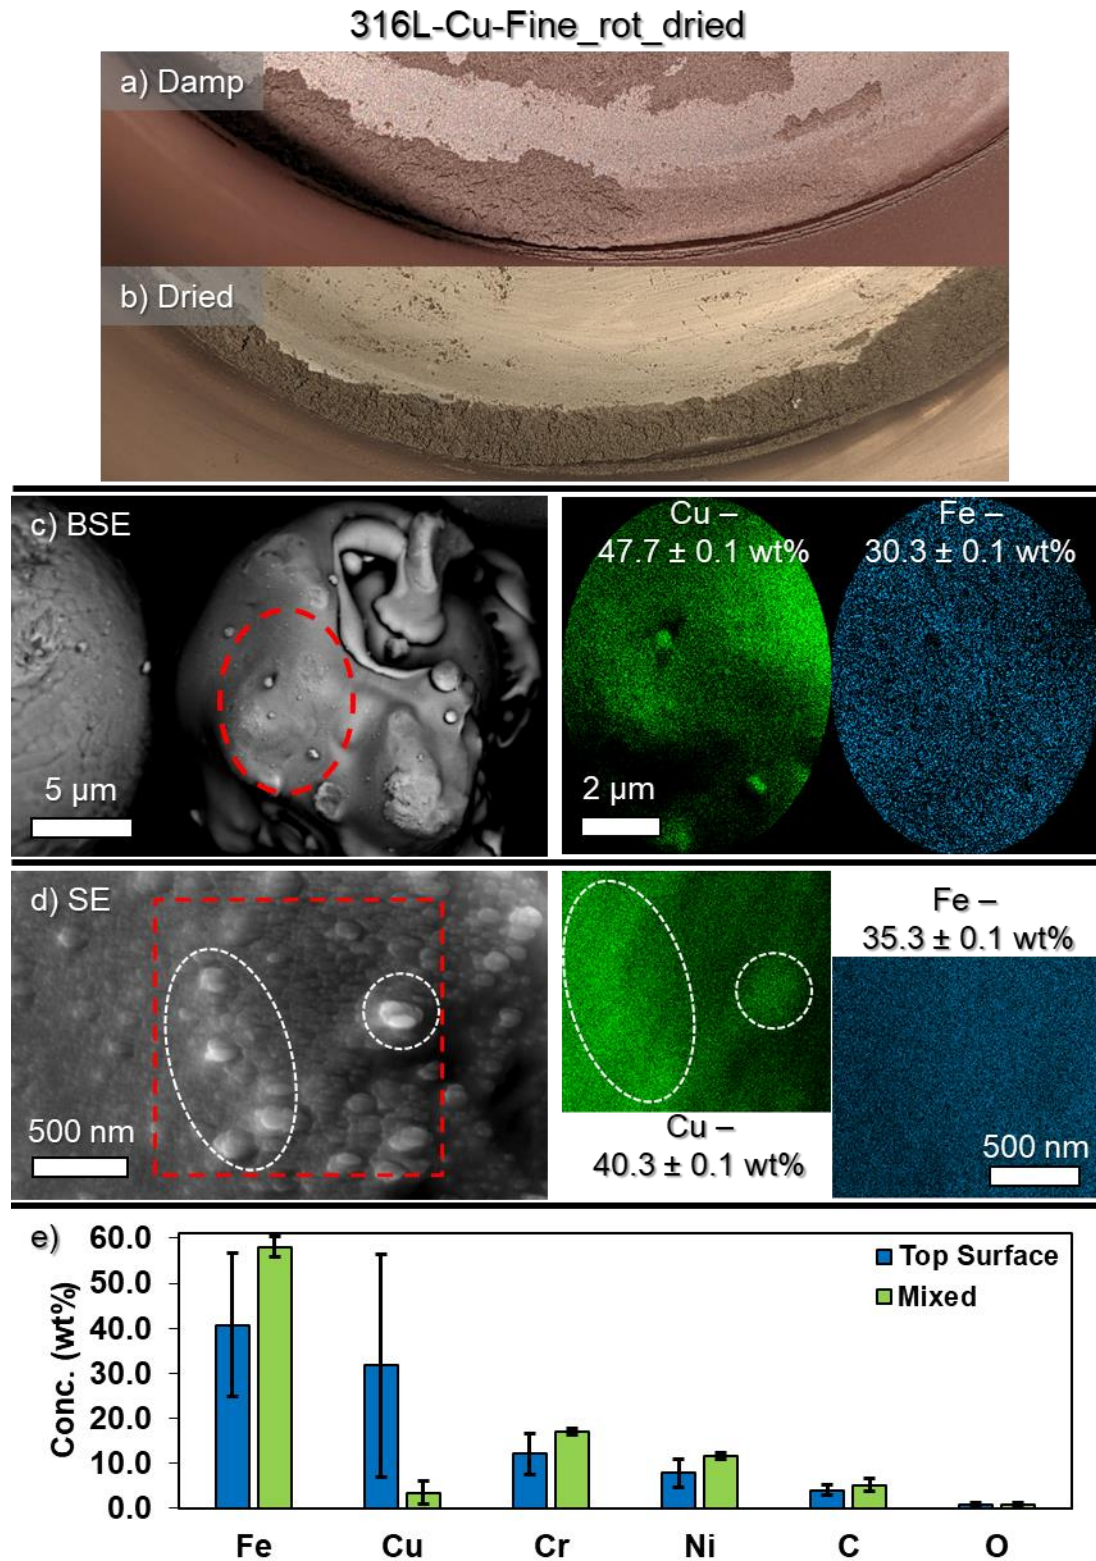 316L-Cu-Fine_rot_dried
a) Damp
b) Dried
c) BSE
5 μm
Cu –
47.7 ± 0.1 wt%
Fe –
30.3 ± 0.1 wt%
2 μm
d) SE
500 nm
Cu –
40.3 ± 0.1 wt%
Fe –
35.3 ± 0.1 wt%
500 nm
e)
Conc. (wt%)
60.0
50.0
40.0
30.0
20.0
10.0
0.0
Top Surface
Mixed
Fe Cu Cr Ni C O